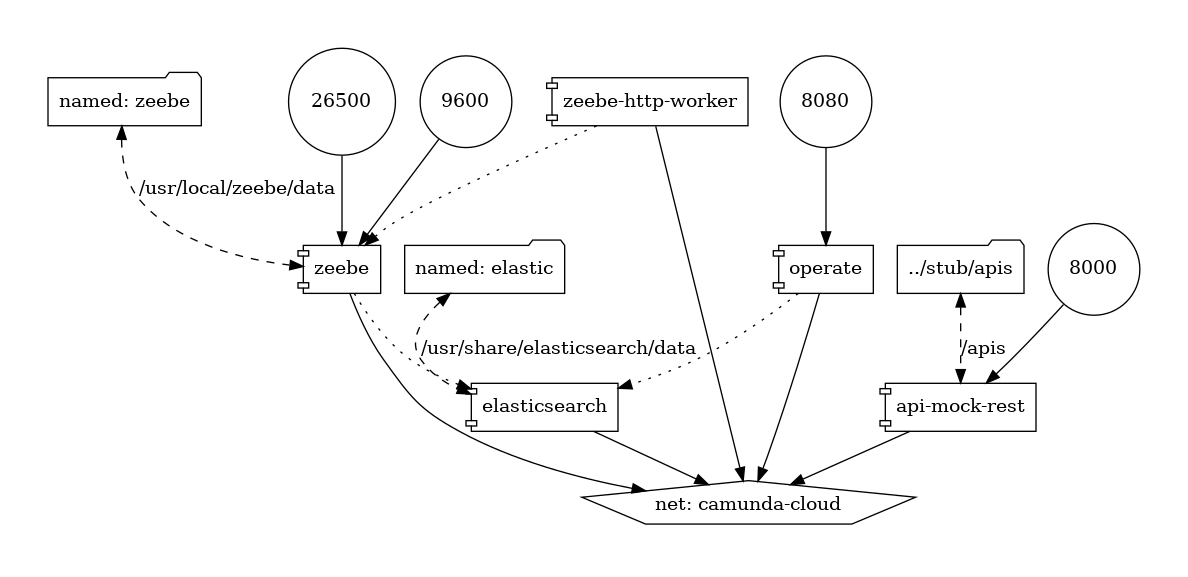 named: zeebe
26500
9600
zeebe-http-worker
8080
/usr/local/zeebe/data
zeebe
named: elastic
operate
../stub/apis
8000
/usr/share/elasticsearch/data
/apis
elasticsearch
api-mock-rest
net: camunda-cloud